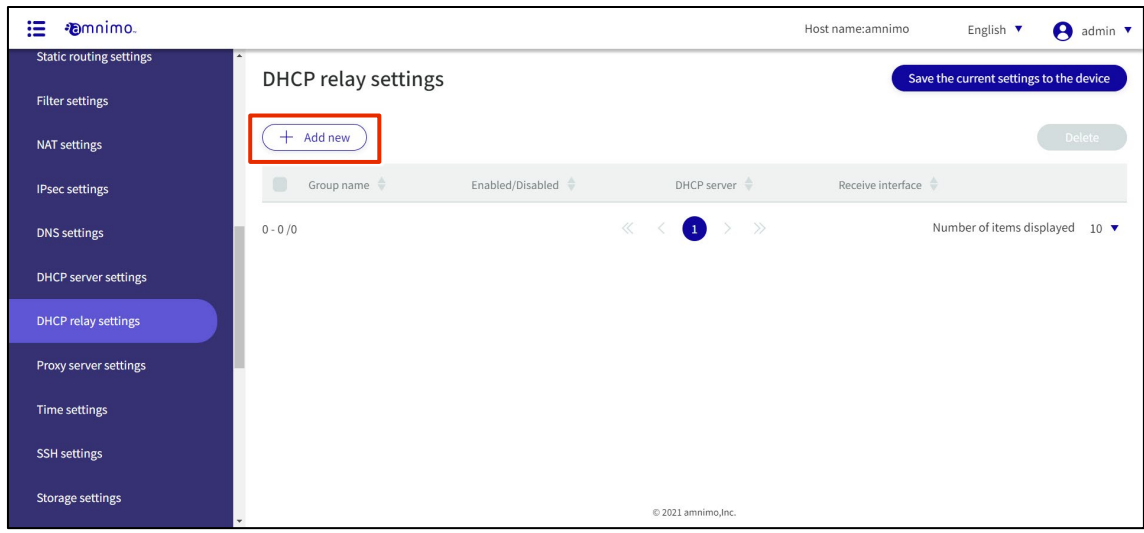 amnimo
Host name:amnimo
English
admin
Static routing settings
Filter settings
NAT settings
IPsec settings
DNS settings
DHCP server settings
DHCP relay settings
Proxy server settings
Time settings
SSH settings
Storage settings
DHCP relay settings
Save the current settings to the device
+ Add new
Delete
Group name Enabled/Disabled DHCP server Receive interface
0 - 0 /0
1
Number of items displayed 10
© 2021 amnimo,Inc.